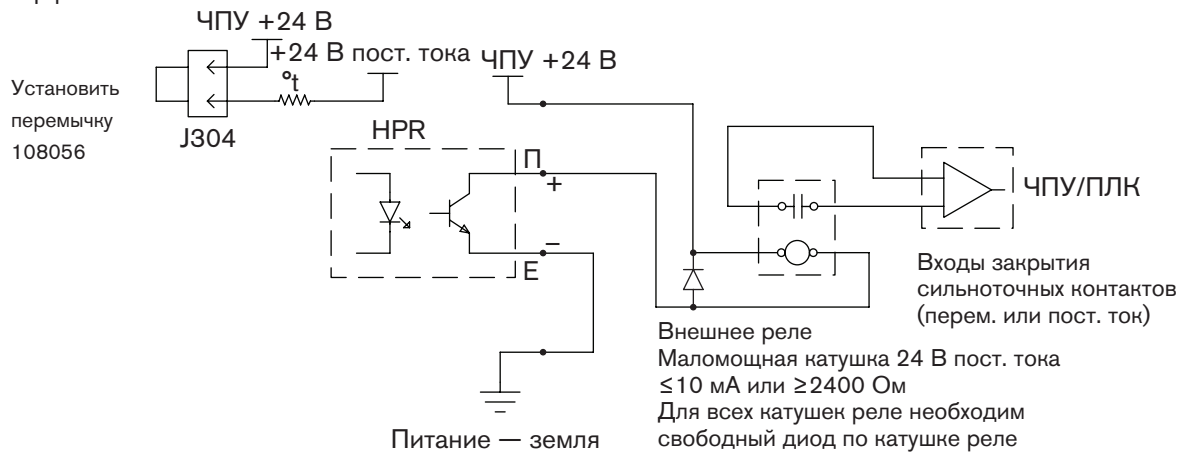 ЧПУ +24 В
+24 В пост. тока
ЧПУ +24 В
Установить
перемычку
108056
°t
J304
HPR
П
+
−
Е
ЧПУ/ПЛК
Входы закрытия
сильноточных контактов
(перем. или пост. ток)
Внешнее реле
Маломощная катушка 24 В пост. тока
≤10 мА или ≥2400 Ом
Для всех катушек реле необходим
свободный диод по катушке реле
Питание — земля